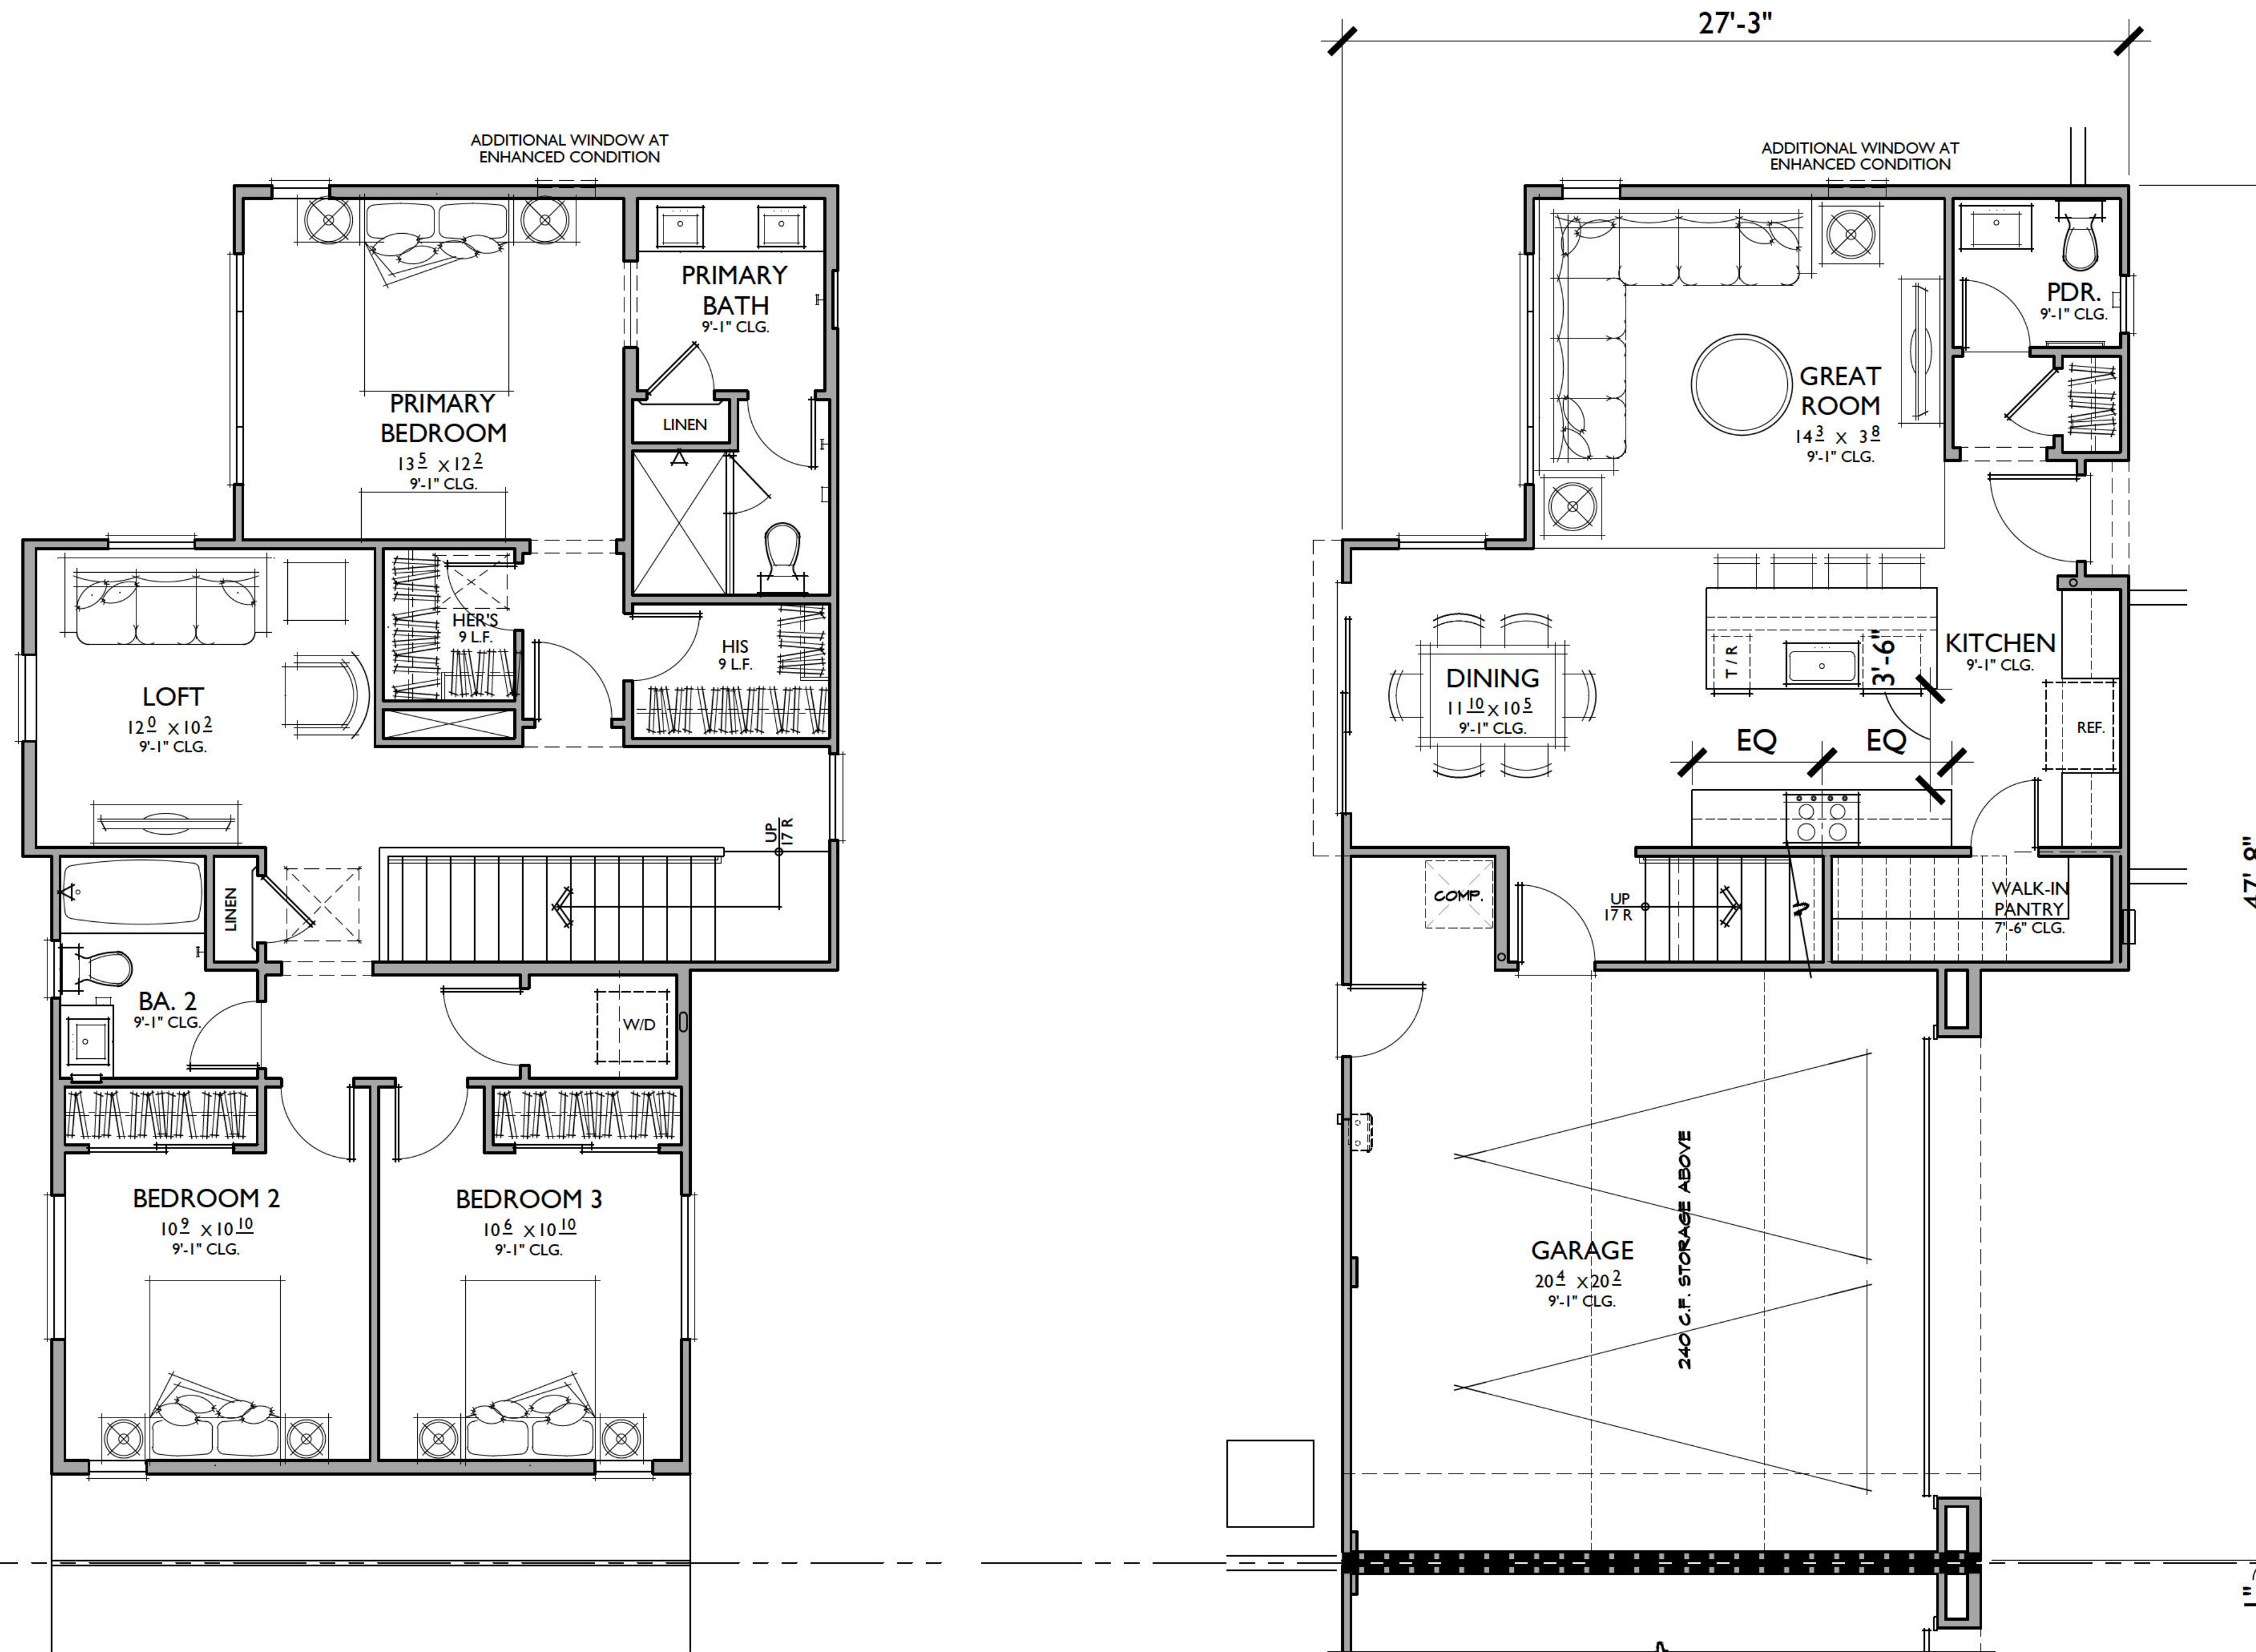 ADDITIONAL WINDOW AT
ENHANCED CONDITION
PRIMARY
BATH
9'-1" CLG.
PRIMARY
BEDROOM
13 5 X 12 2
9'-1" CLG.
LINEN
HER'S
9 L.F.
HIS
9 L.F.
LOFT
12 0 X 10 2
9'-1" CLG.
UP
17 R
LINEN
BA. 2
9'-1" CLG.
W/D
BEDROOM 2
10 9 X 10 10
9'-1" CLG.
BEDROOM 3
10 6 X 10 10
9'-1" CLG.
27'-3"
ADDITIONAL WINDOW AT
ENHANCED CONDITION
PDR.
9'-1" CLG.
GREAT
ROOM
14 3 X 3 8
9'-1" CLG.
KITCHEN
9'-1" CLG.
T / R
3'-6"
DINING
11 10 X 10 5
9'-1" CLG.
EQ
EQ
REF.
COMP.
UP
17 R
WALK-IN
PANTRY
7'-6" CLG.
47'-8"
GARAGE
20 4 X 20 2
9'-1" CLG.
240 C.F. STORAGE ABOVE
1"